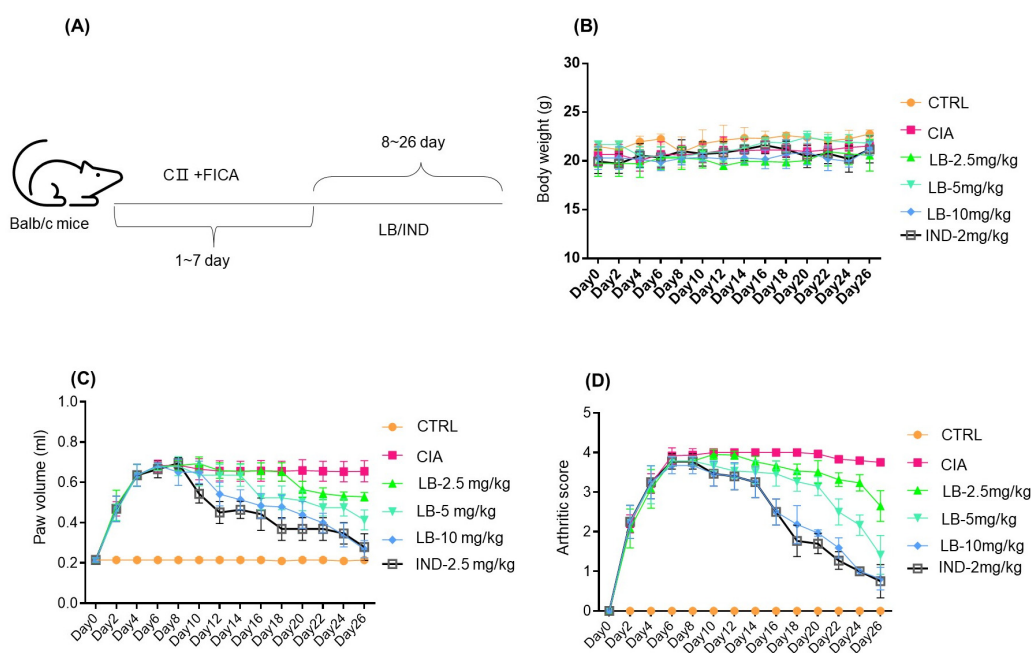 (A)
8~26 day
CII +FICA
Balb/c mice
LB/IND
1~7 day
(B)
Body weight (g)
30
25
20
15
10
Day0
Day2
Day4
Day6
Day8
Day10
Day12
Day14
Day16
Day18
Day20
Day22
Day24
Day26
CTRL
CIA
LB-2.5mg/kg
LB-5mg/kg
LB-10mg/kg
IND-2mg/kg
(C)
Paw volume (ml)
1.0
0.8
0.6
0.4
0.2
0.0
Day0
Day2
Day4
Day6
Day8
Day10
Day12
Day14
Day16
Day18
Day20
Day22
Day24
Day26
CTRL
CIA
LB-2.5 mg/kg
LB-5 mg/kg
LB-10 mg/kg
IND-2.5 mg/kg
(D)
Arthritic score
5
4
3
2
1
0
Day0
Day2
Day4
Day6
Day8
Day10
Day12
Day14
Day16
Day18
Day20
Day22
Day24
Day26
CTRL
CIA
LB-2.5mg/kg
LB-5mg/kg
LB-10mg/kg
IND-2mg/kg